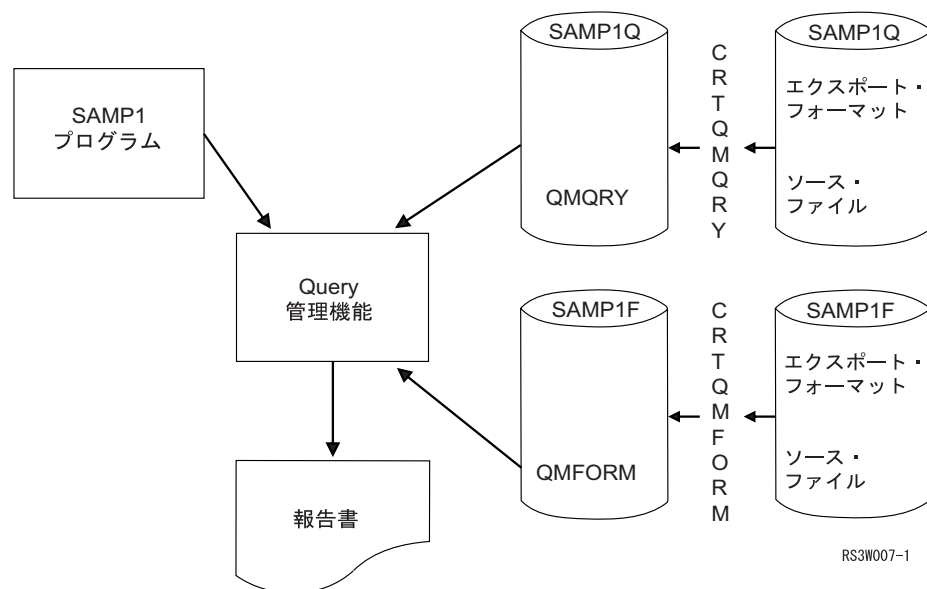 SAMP1
プログラム
Query
管理機能
報告書
SAMP1Q
QMQRY
CRTQMQRY
SAMP1Q
エクスポート・
フォーマット
ソース・
ファイル
SAMP1F
QMFORM
CRTQMFORM
SAMP1F
エクスポート・
フォーマット
ソース・
ファイル
RS3W007-1